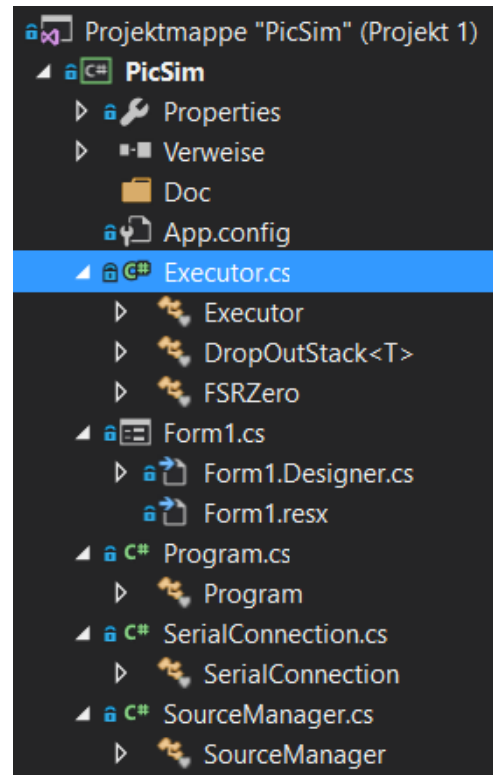 Projektmappe "PicSim" (Projekt 1)
C# PicSim
Properties
Verweise
Doc
App.config
C# Executor.cs
Executor
DropOutStack<T>
FSRZero
Form1.cs
Form1.Designer.cs
Form1.resx
C# Program.cs
Program
C# SerialConnection.cs
SerialConnection
C# SourceManager.cs
SourceManager